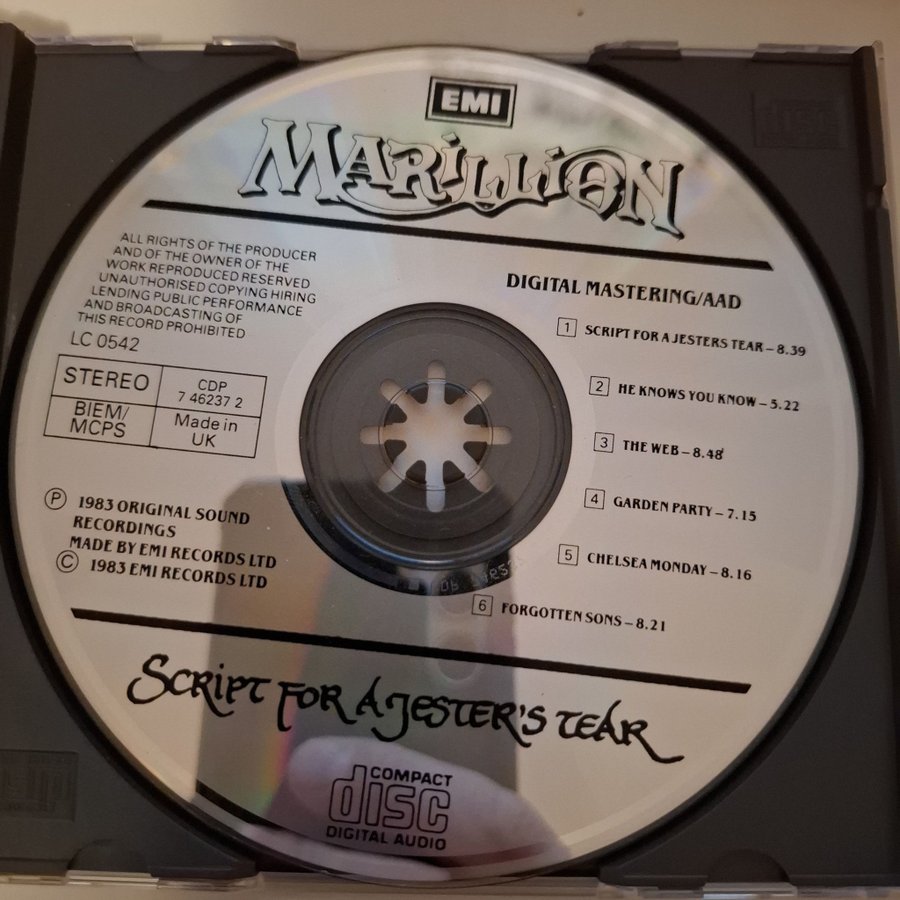 EMI
MARILLION
ALL RIGHTS OF THE PRODUCER
AND OF THE OWNER OF THE
WORK REPRODUCED RESERVED
UNAUTHORISED COPYING HIRING
LENDING PUBLIC PERFORMANCE
AND BROADCASTING OF
THIS RECORD PROHIBITED
LC 0542
STEREO
CDP
7 46237 2
BIEM/
MCPS
Made in
UK
DIGITAL MASTERING/AAD
1 SCRIPT FOR A JESTERS TEAR – 8.39
2 HE KNOWS YOU KNOW – 5.22
3 THE WEB – 8.48
4 GARDEN PARTY – 7.15
5 CHELSEA MONDAY – 8.16
6 FORGOTTEN SONS – 8.21
Ⓟ 1983 ORIGINAL SOUND
RECORDINGS
MADE BY EMI RECORDS LTD
© 1983 EMI RECORDS LTD
SCRIPT FOR A JESTER'S TEAR
COMPACT
disc
DIGITAL AUDIO